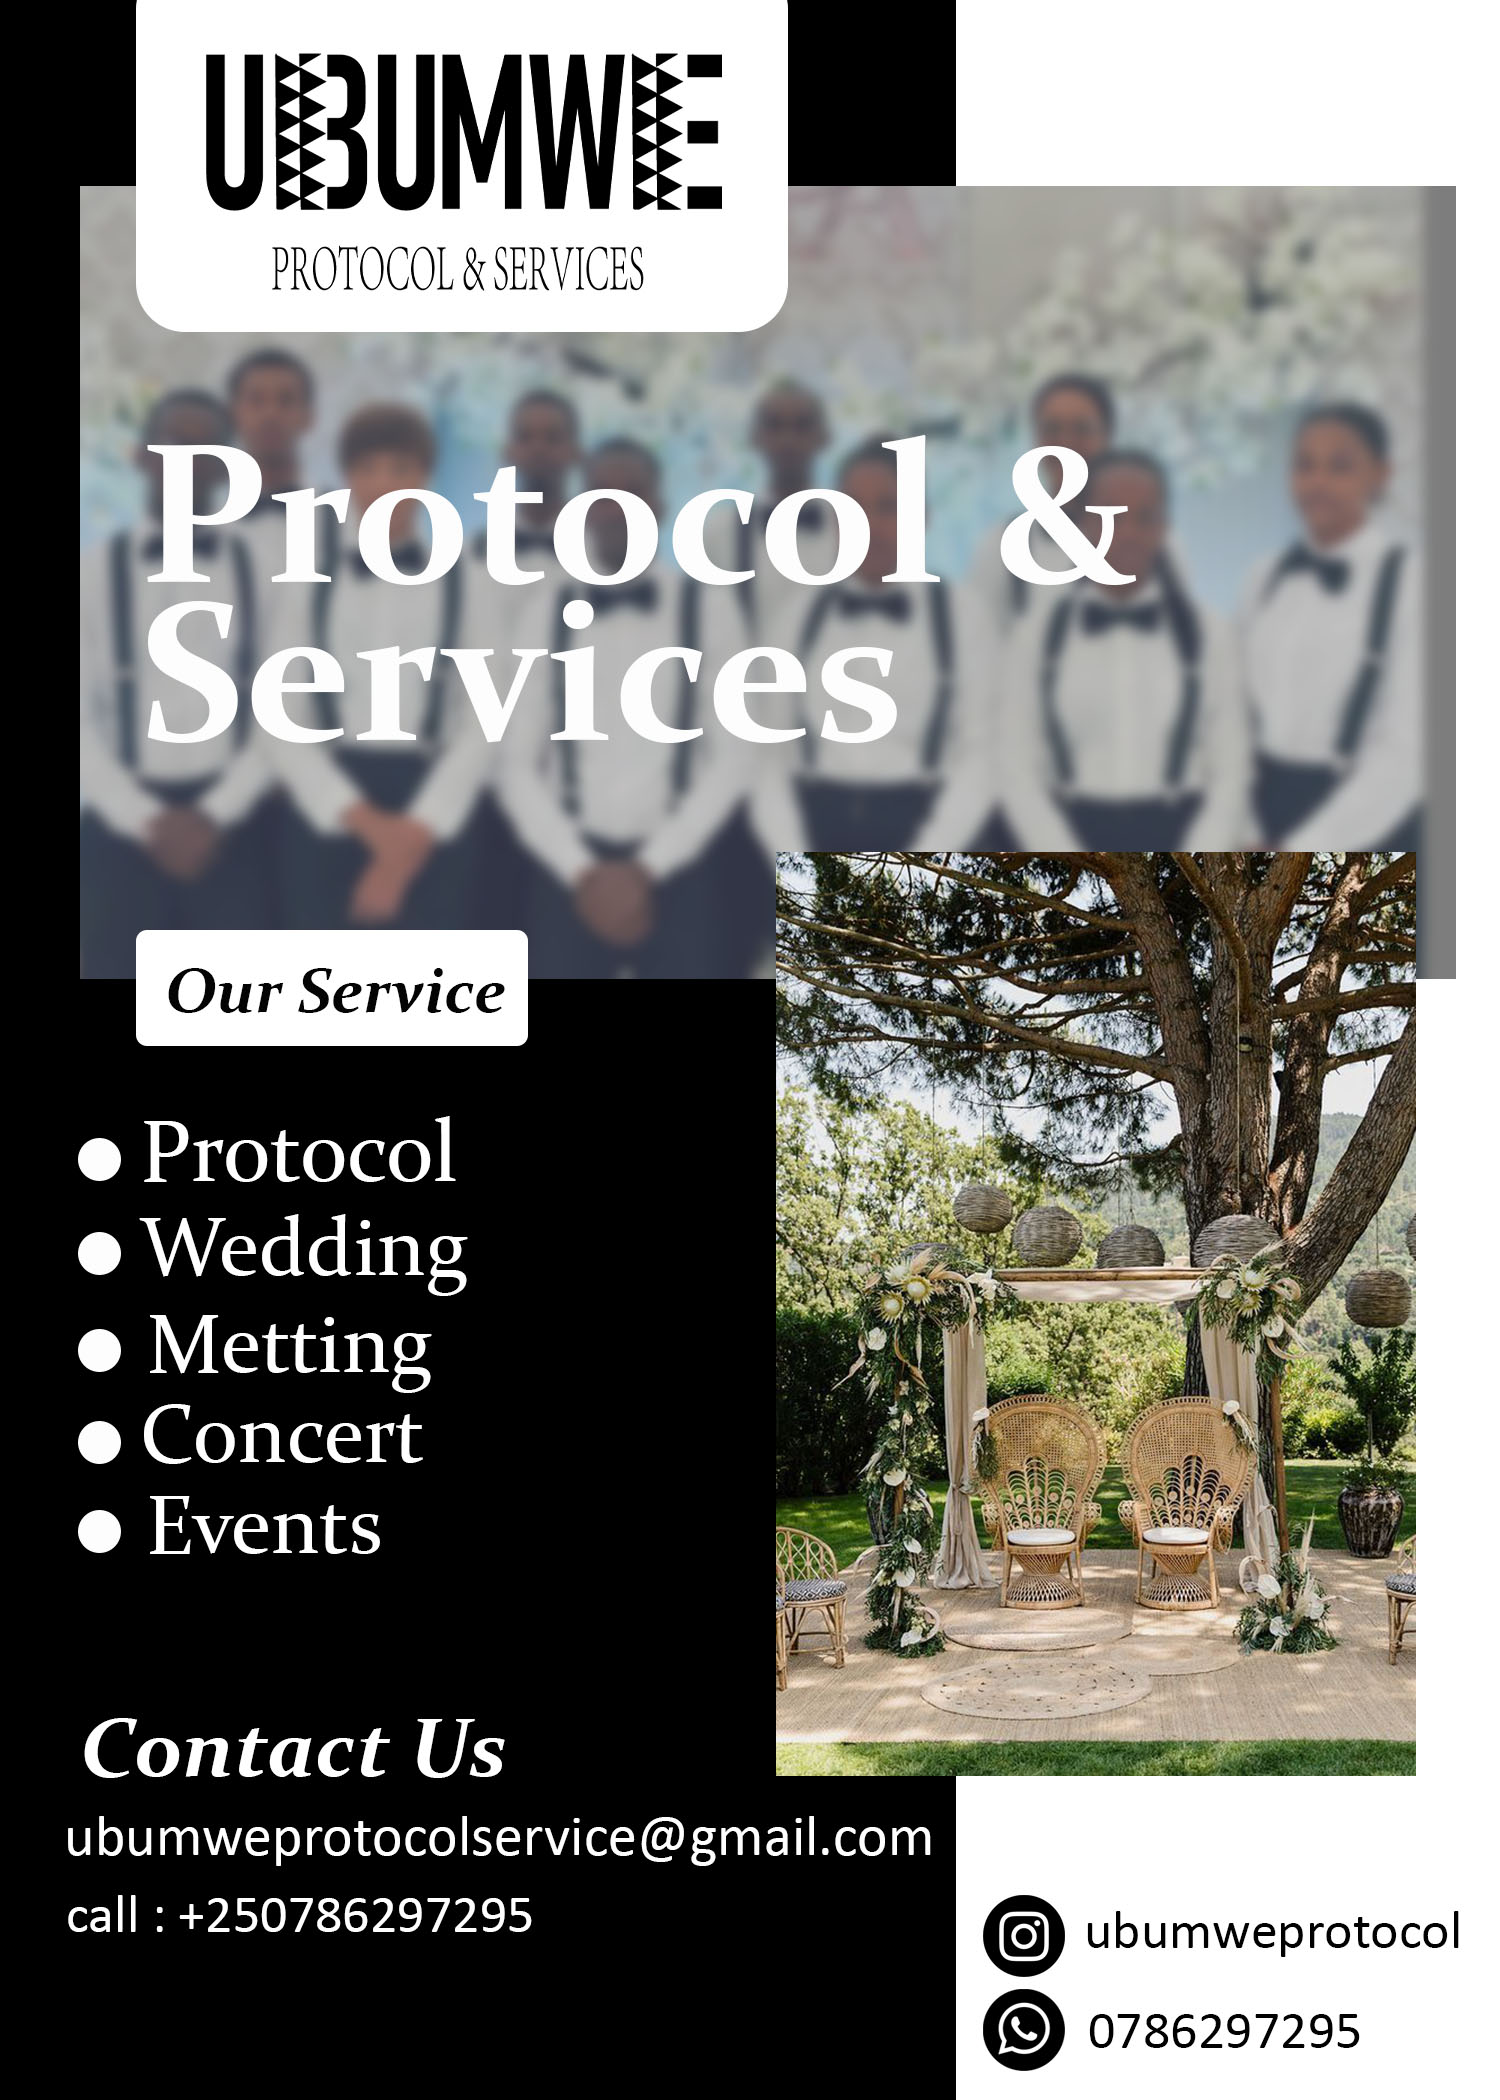 UBUMWE
PROTOCOL & SERVICES
Protocol &
Services
Our Service
Protocol
Wedding
Metting
Concert
Events
Contact Us
ubumweprotocolservice@gmail.com
call : +250786297295
ubumweprotocol
0786297295